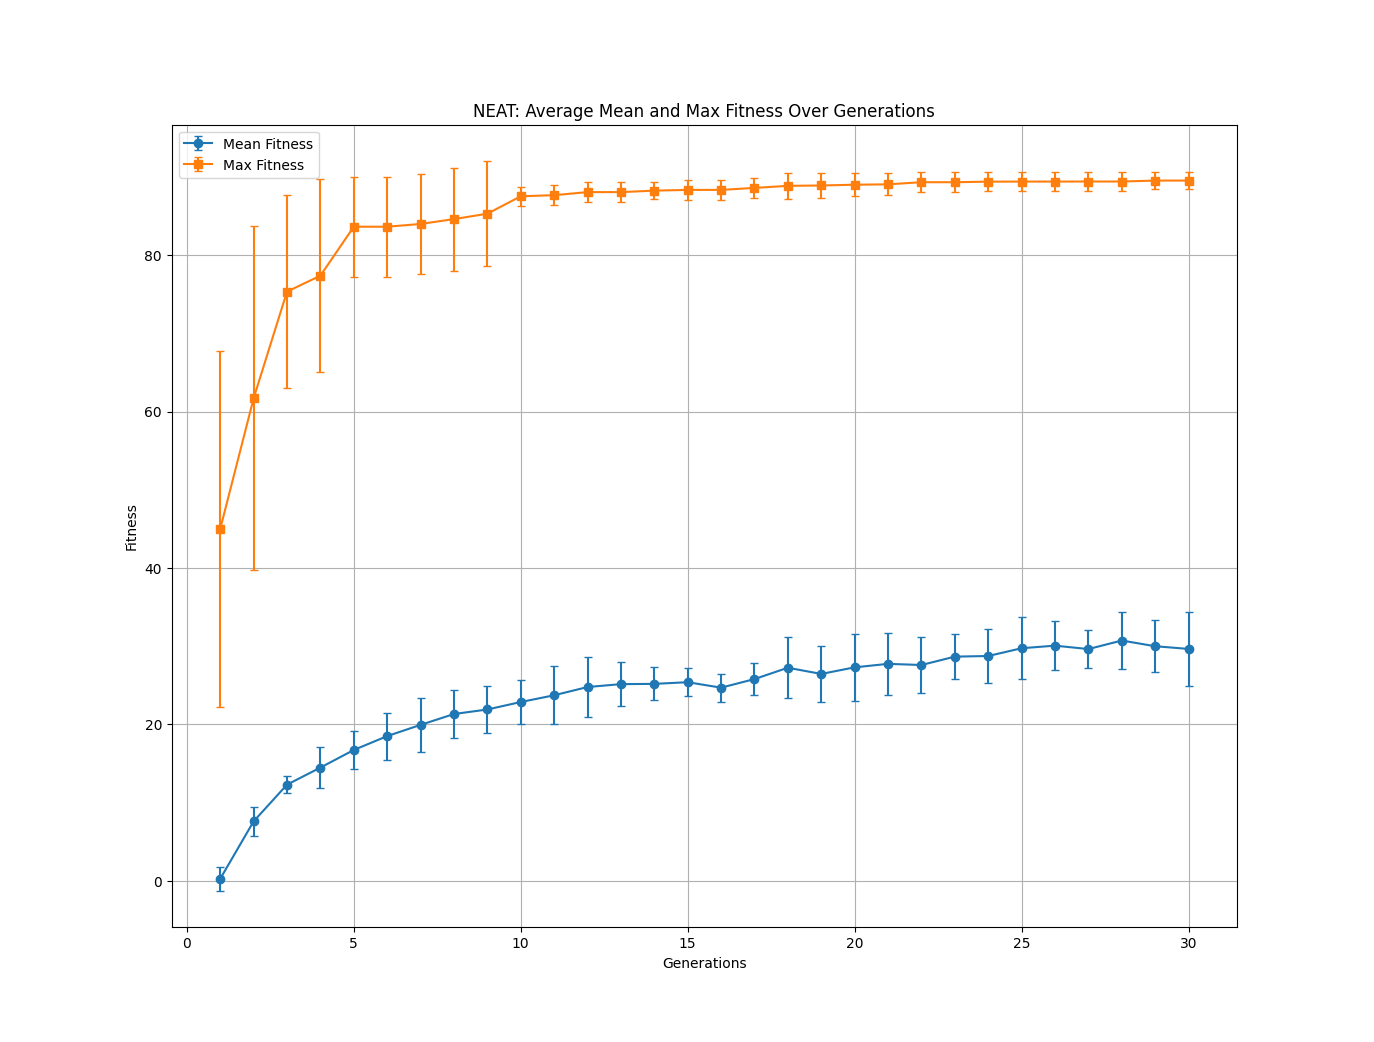 NEAT: Average Mean and Max Fitness Over Generations
Mean Fitness
Max Fitness
80
60
40
20
0
Fitness
0 5 10 15 20 25 30
Generations